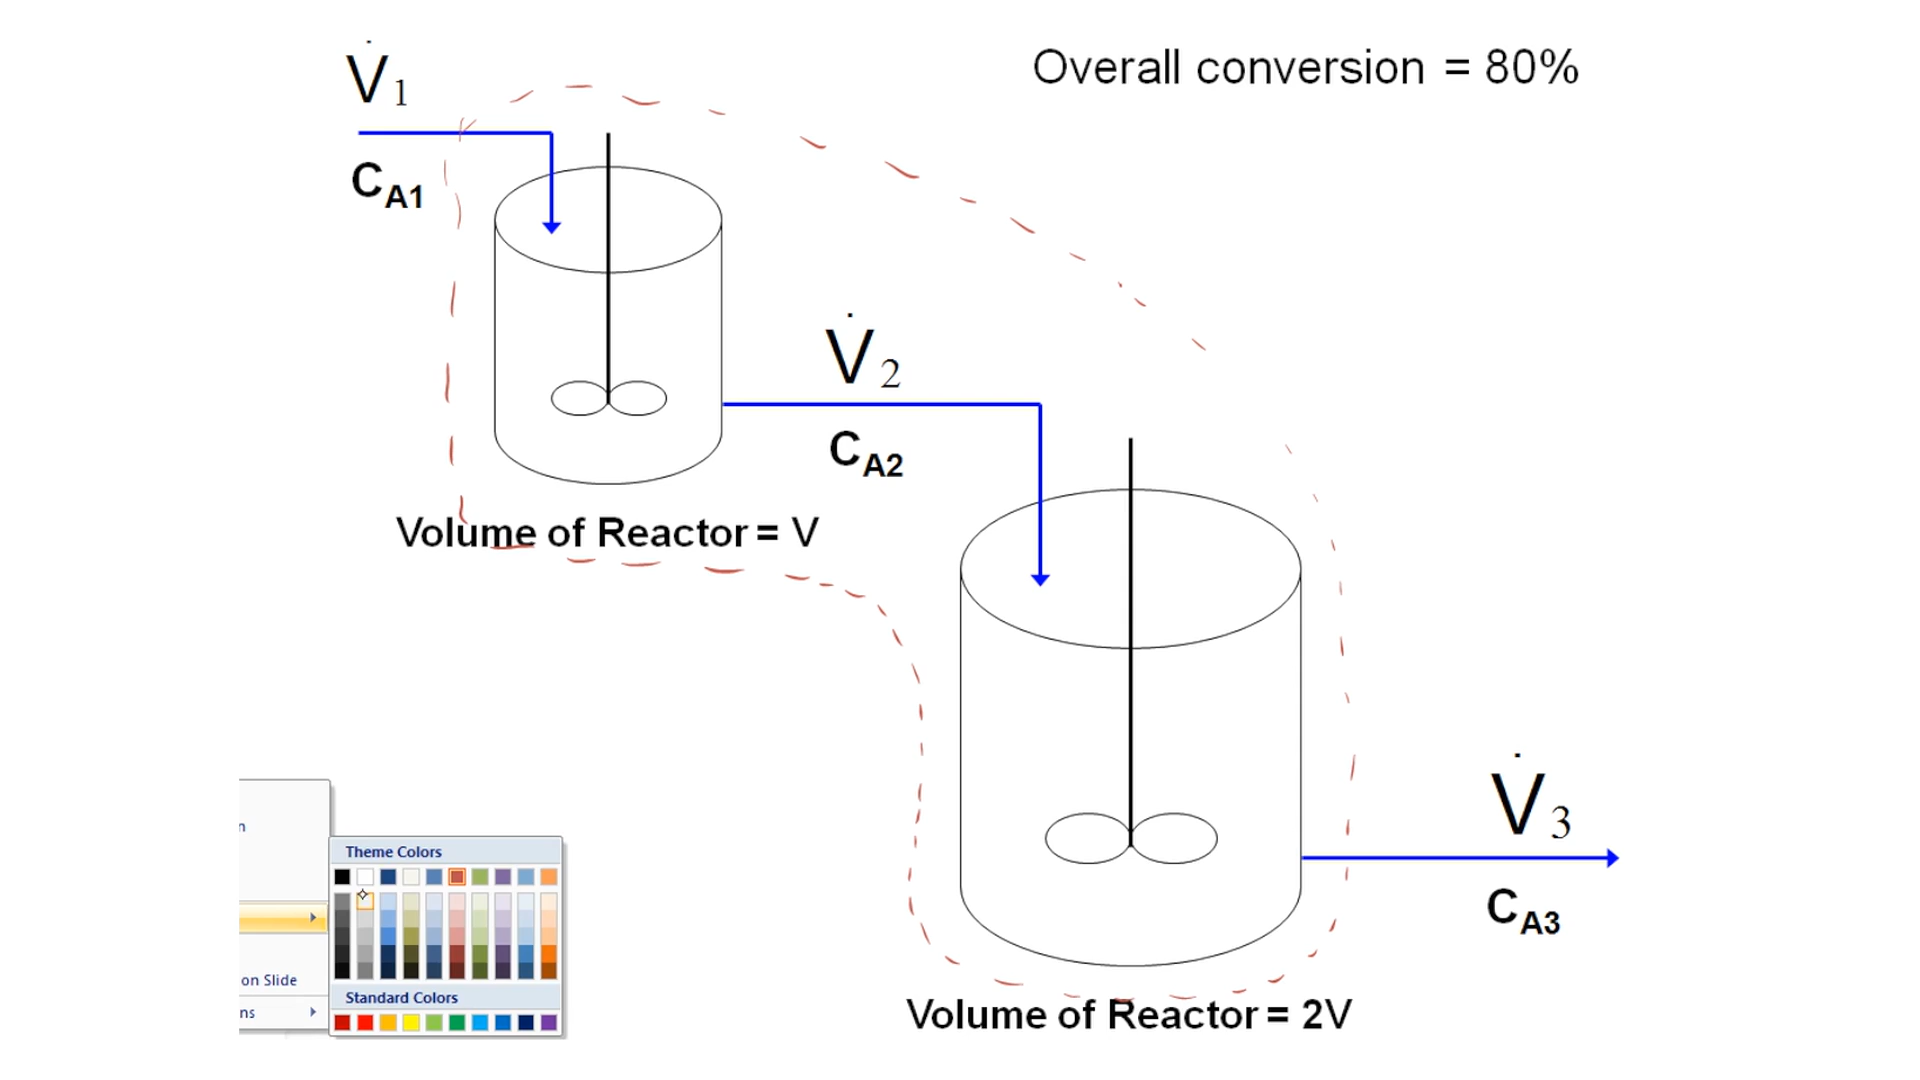 V̇1
Overall conversion = 80%
CA1
V̇2
CA2
Volume of Reactor = V
V̇3
CA3
Volume of Reactor = 2V
n
Theme Colors
on Slide
Standard Colors
ns